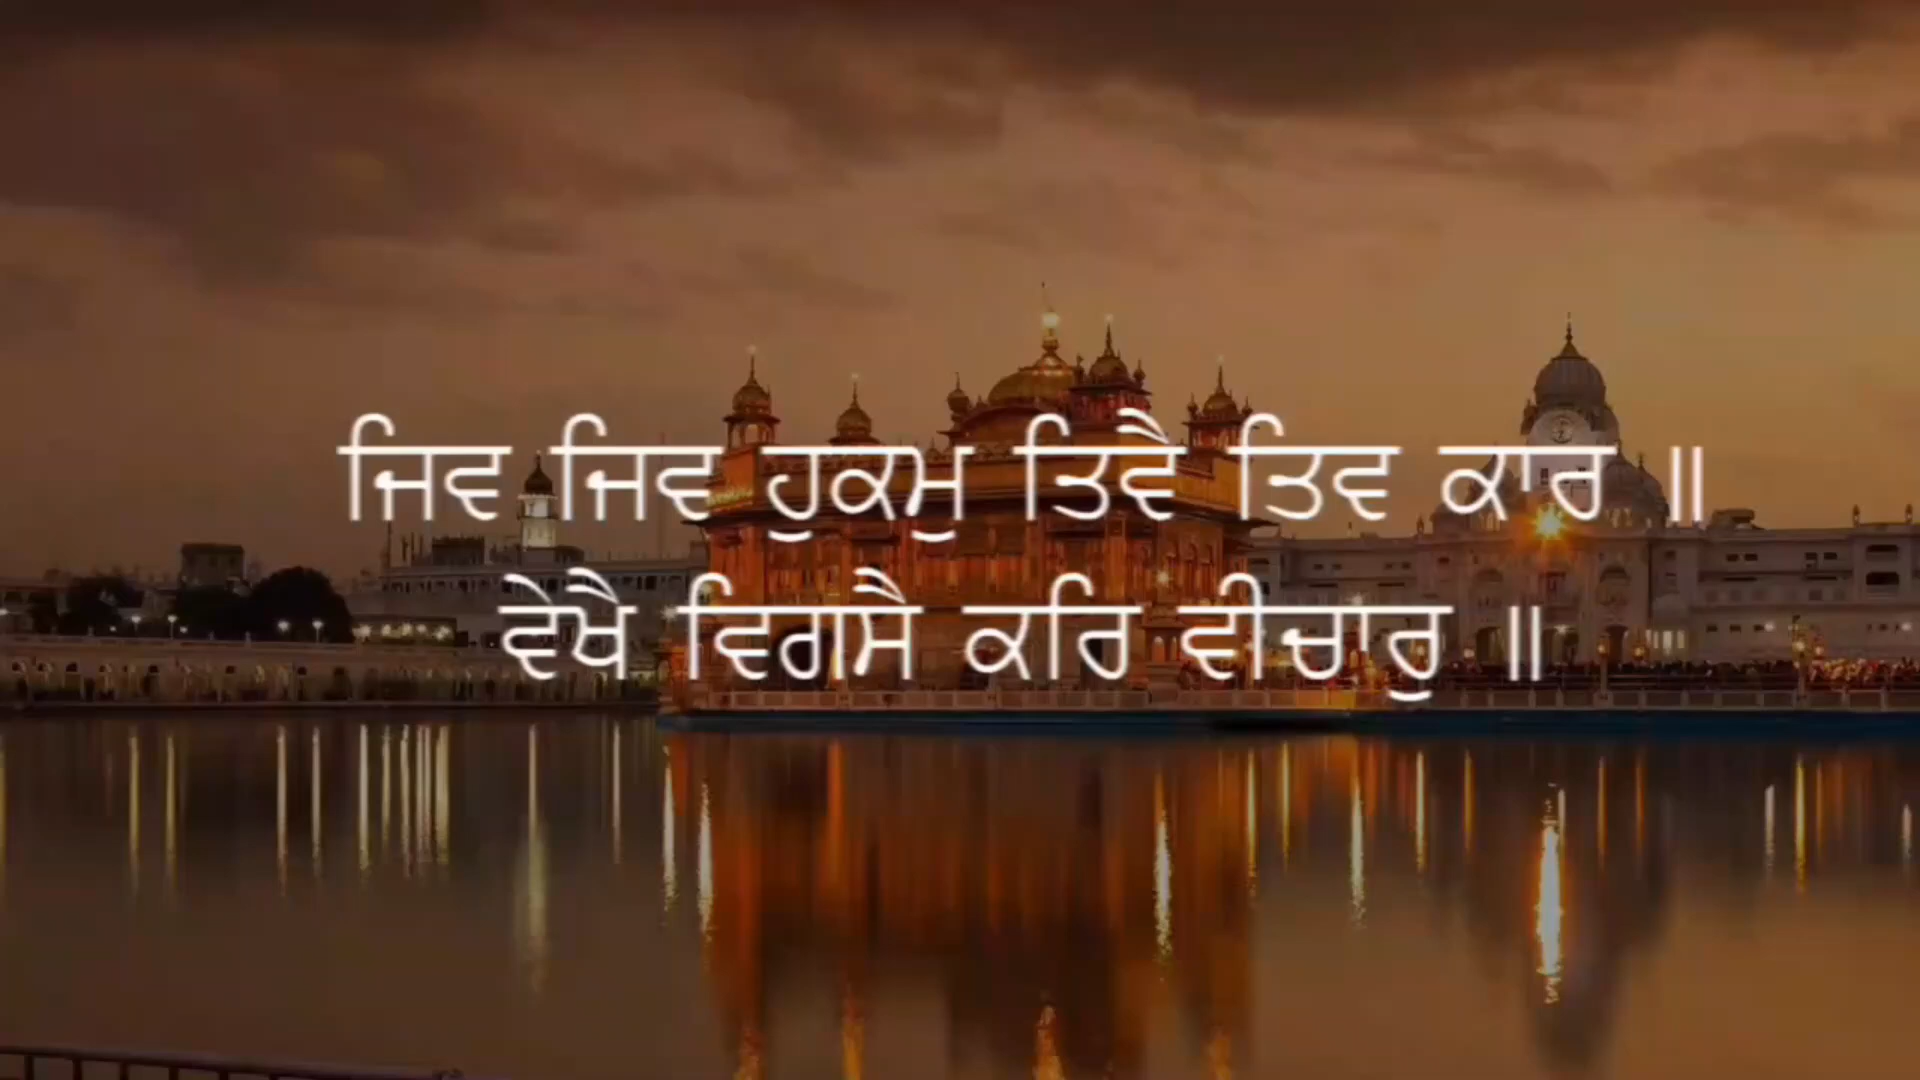 ਜਿਵ ਜਿਵ ਹੁਕਮੁ ਤਿਵੈ ਤਿਵ ਕਾਰ ॥
ਵੇਖੈ ਵਿਗਸੈ ਕਰਿ ਵੀਚਾਰੁ ॥